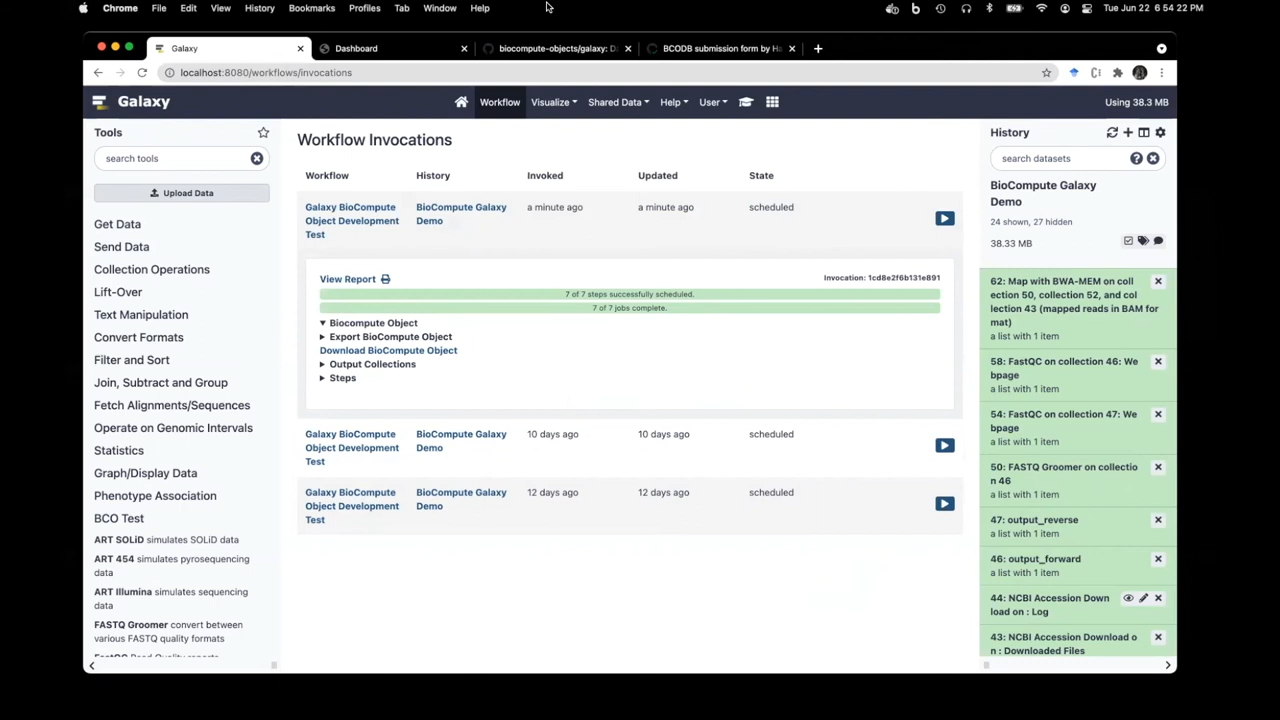 Chrome File Edit View History Bookmarks Profiles Tab Window Help Tue Jun 22 6:54:22 PM
Galaxy Dashboard biocompute-objects/galaxy: Da BCODB submission form by Ha
localhost:8080/workflows/invocations
Galaxy Workflow Visualize Shared Data Help User Using 38.3 MB
Tools
search tools
Upload Data
Get Data
Send Data
Collection Operations
Lift-Over
Text Manipulation
Convert Formats
Filter and Sort
Join, Subtract and Group
Fetch Alignments/Sequences
Operate on Genomic Intervals
Statistics
Graph/Display Data
Phenotype Association
BCO Test
ART SOLiD simulates SOLiD data
ART 454 simulates pyrosequencing
data
ART Illumina simulates sequencing
data
FASTQ Groomer convert between
various FASTQ quality formats
FastQC Read Quality reports
Workflow Invocations
Workflow History Invoked Updated State
Galaxy BioCompute
Object Development
Test
BioCompute Galaxy
Demo
a minute ago
a minute ago
scheduled
View Report
Invocation: 1cd8e2f6b131e891
7 of 7 steps successfully scheduled.
7 of 7 jobs complete.
Biocompute Object
Export BioCompute Object
Download BioCompute Object
Output Collections
Steps
Galaxy BioCompute
Object Development
Test
BioCompute Galaxy
Demo
10 days ago
10 days ago
scheduled
Galaxy BioCompute
Object Development
Test
BioCompute Galaxy
Demo
12 days ago
12 days ago
scheduled
History
search datasets
BioCompute Galaxy
Demo
24 shown, 27 hidden
38.33 MB
62: Map with BWA-MEM on coll
ection 50, collection 52, and col
lection 43 (mapped reads in BAM for
mat)
a list with 1 item
58: FastQC on collection 46: We
bpage
a list with 1 item
54: FastQC on collection 47: We
bpage
a list with 1 item
50: FASTQ Groomer on collectio
n 46
a list with 1 item
47: output_reverse
a list with 1 item
46: output_forward
a list with 1 item
44: NCBI Accession Down
load on : Log
43: NCBI Accession Download o
n : Downloaded Files